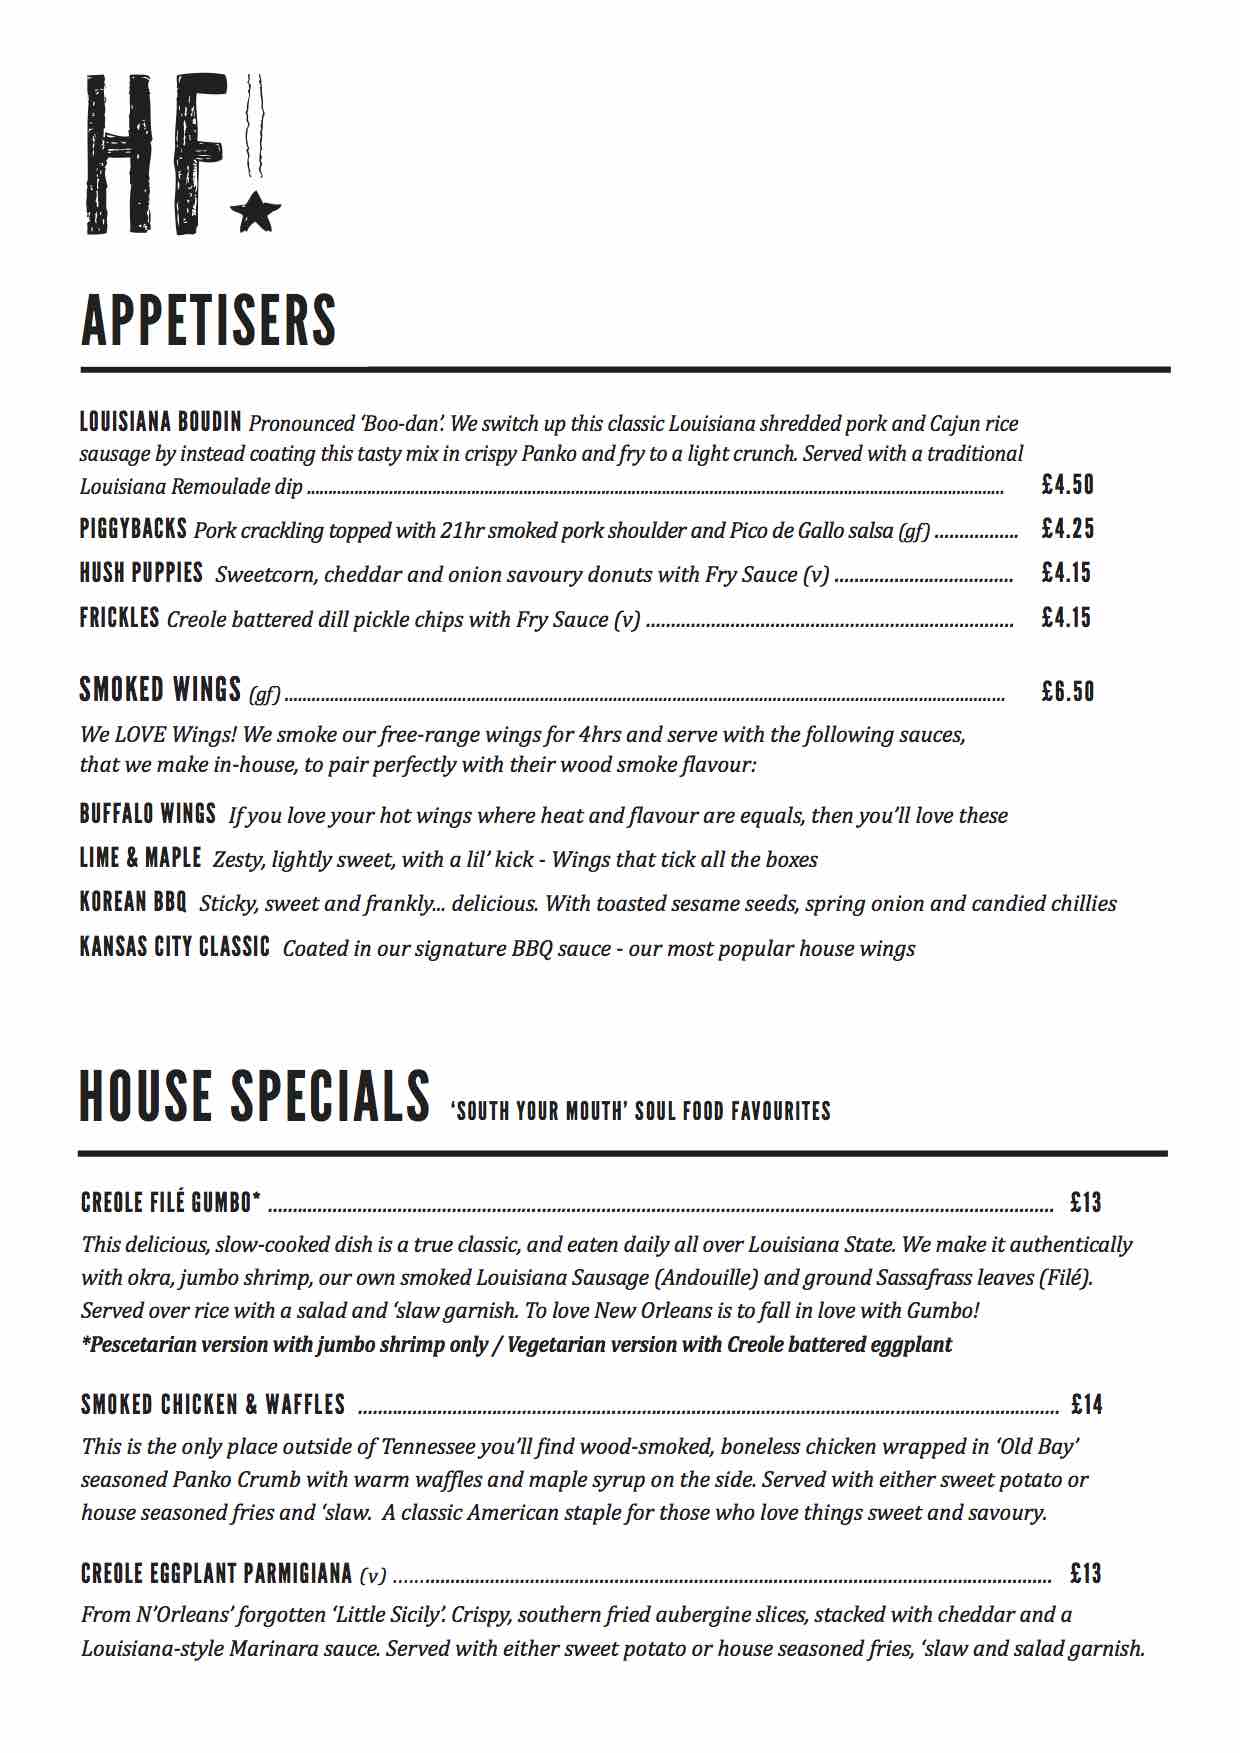 HF!
APPETISERS
LOUISIANA BOUDIN Pronounced ‘Boo-dan’. We switch up this classic Louisiana shredded pork and Cajun rice
sausage by instead coating this tasty mix in crispy Panko and fry to a light crunch. Served with a traditional
Louisiana Remoulade dip ........................................ £4.50
PIGGYBACKS Pork crackling topped with 21hr smoked pork shoulder and Pico de Gallo salsa (gf) ................. £4.25
HUSH PUPPIES Sweetcorn, cheddar and onion savoury donuts with Fry Sauce (v) .................................... £4.15
FRICKLES Creole battered dill pickle chips with Fry Sauce (v) ........................................ £4.15
SMOKED WINGS (gf) ........................................ £6.50
We LOVE Wings! We smoke our free-range wings for 4hrs and serve with the following sauces,
that we make in-house, to pair perfectly with their wood smoke flavour:
BUFFALO WINGS If you love your hot wings where heat and flavour are equals, then you’ll love these
LIME & MAPLE Zesty, lightly sweet, with a lil’ kick - Wings that tick all the boxes
KOREAN BBQ Sticky, sweet and frankly... delicious. With toasted sesame seeds, spring onion and candied chillies
KANSAS CITY CLASSIC Coated in our signature BBQ sauce - our most popular house wings
HOUSE SPECIALS ‘SOUTH YOUR MOUTH’ SOUL FOOD FAVOURITES
CREOLE FILÉ GUMBO* ........................................ £13
This delicious, slow-cooked dish is a true classic, and eaten daily all over Louisiana State. We make it authentically
with okra, jumbo shrimp, our own smoked Louisiana Sausage (Andouille) and ground Sassafrass leaves (Filé).
Served over rice with a salad and ‘slaw garnish. To love New Orleans is to fall in love with Gumbo!
*Pescetarian version with jumbo shrimp only / Vegetarian version with Creole battered eggplant
SMOKED CHICKEN & WAFFLES ........................................ £14
This is the only place outside of Tennessee you’ll find wood-smoked, boneless chicken wrapped in ‘Old Bay’
seasoned Panko Crumb with warm waffles and maple syrup on the side. Served with either sweet potato or
house seasoned fries and ‘slaw. A classic American staple for those who love things sweet and savoury.
CREOLE EGGPLANT PARMIGIANA (v) ........................................ £13
From N’Orleans’ forgotten ‘Little Sicily’. Crispy, southern fried aubergine slices, stacked with cheddar and a
Louisiana-style Marinara sauce. Served with either sweet potato or house seasoned fries, ‘slaw and salad garnish.